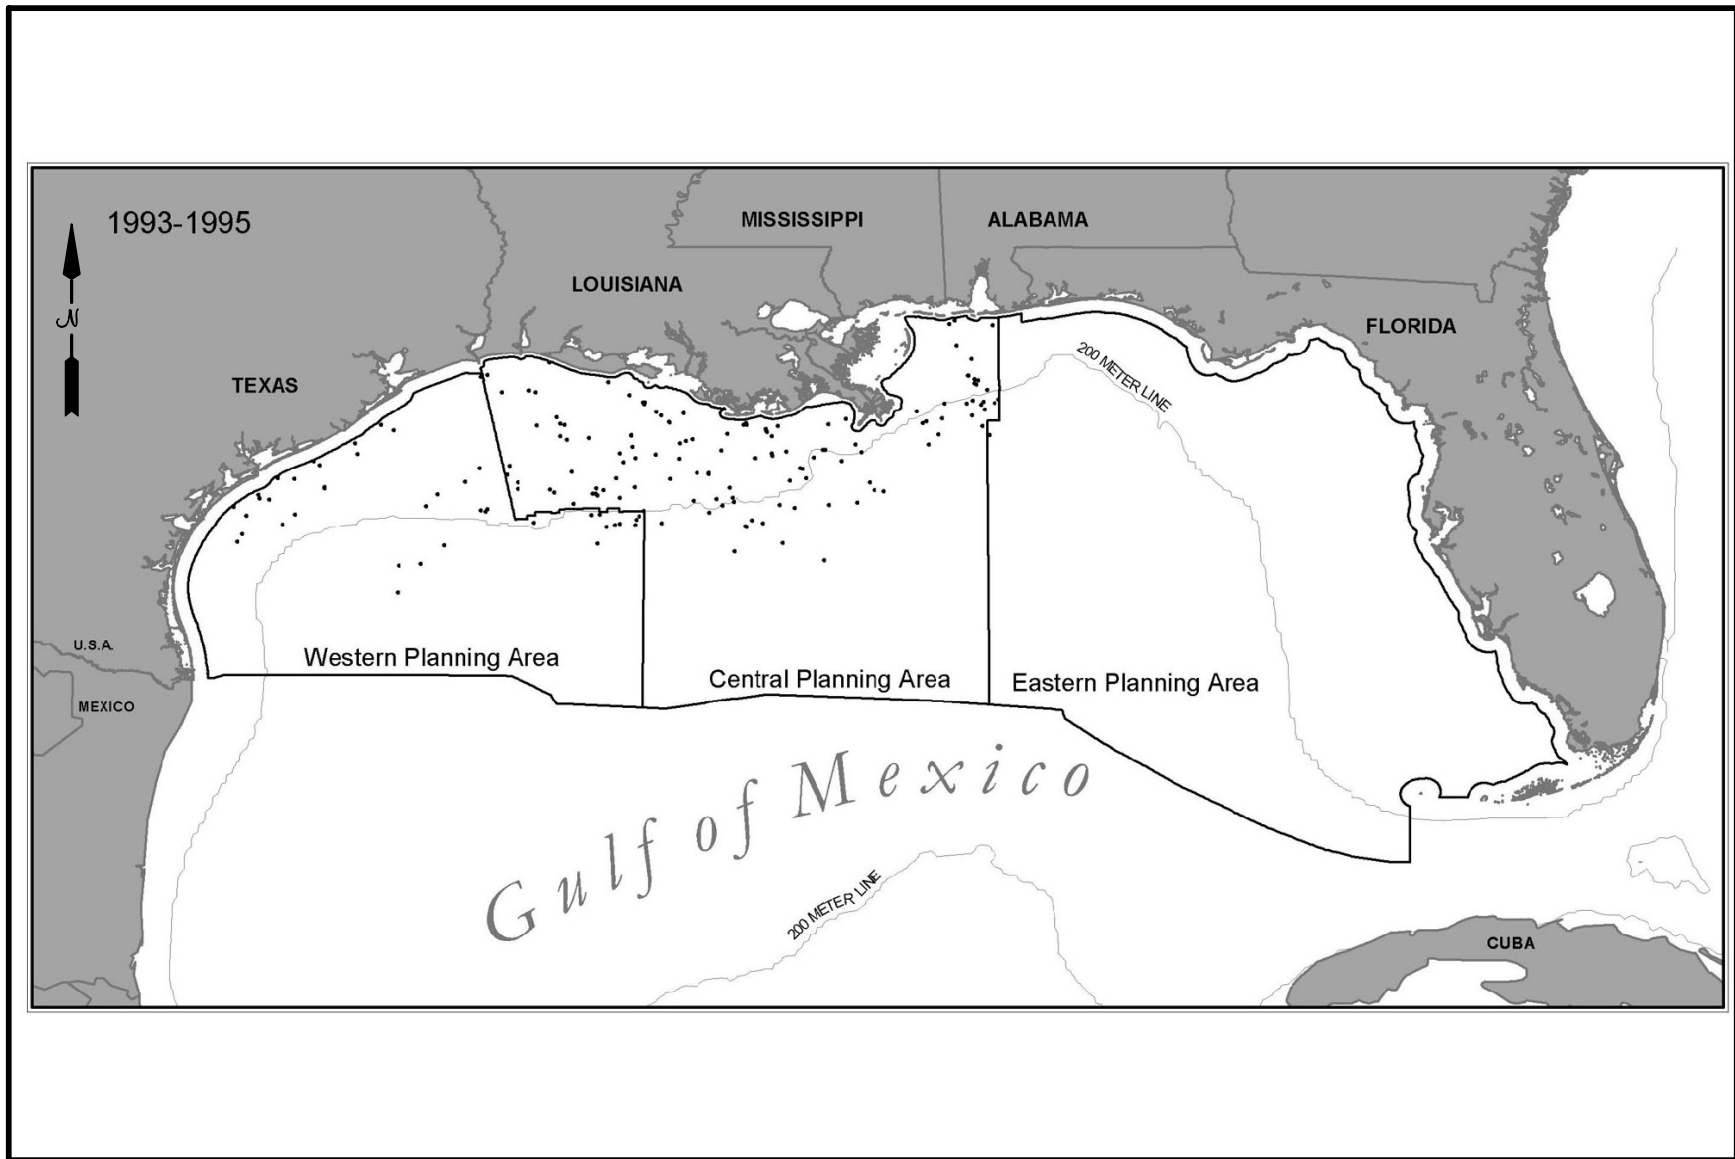 1993-1995
MISSISSIPPI
ALABAMA
LOUISIANA
N
FLORIDA
TEXAS
200 METER LINE
U.S.A.
Western Planning Area
Central Planning Area
Eastern Planning Area
MEXICO
Gulf of Mexico
200 METER LINE
CUBA